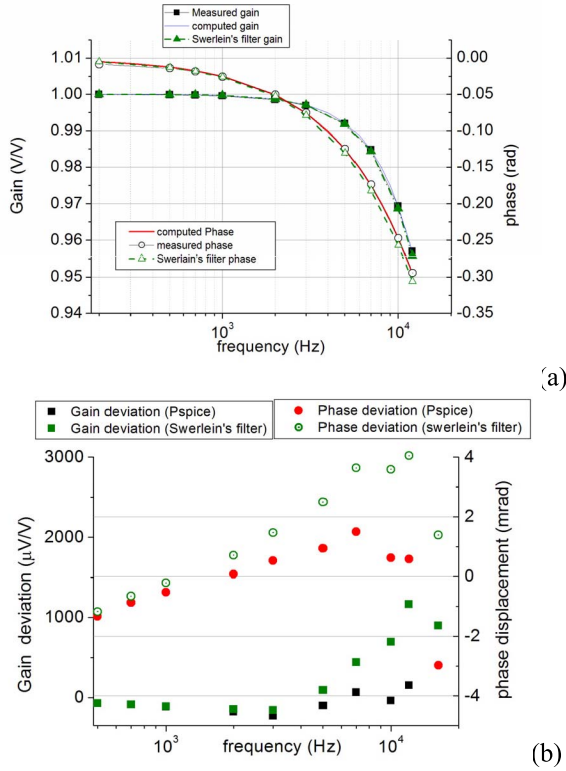 Measured gain
computed gain
Swerlein's filter gain
1.01
1.00
0.99
0.98
0.97
0.96
0.95
0.94
Gain (V/V)
0.00
-0.05
-0.10
-0.15
-0.20
-0.25
-0.30
-0.35
phase (rad)
computed Phase
measured phase
Swerlain's filter phase
10³
10⁴
frequency (Hz)
(a)
Gain deviation (Pspice)
Gain deviation (Swerlein's filter)
Phase deviation (Pspice)
Phase deviation (swerlein's filter)
3000
2000
1000
0
Gain deviation (µV/V)
4
2
0
-2
-4
phase displacement (mrad)
10³
10⁴
frequency (Hz)
(b)